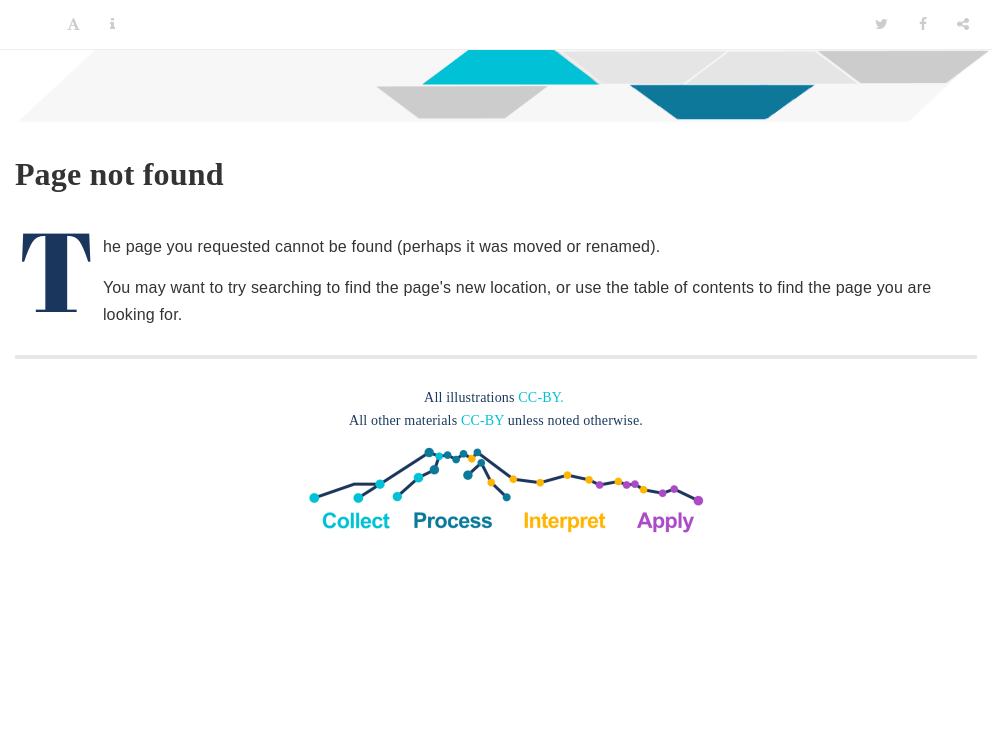 Page not found
The page you requested cannot be found (perhaps it was moved or renamed).
You may want to try searching to find the page's new location, or use the table of contents to find the page you are
looking for.
All illustrations CC-BY.
All other materials CC-BY unless noted otherwise.
Collect Process Interpret Apply